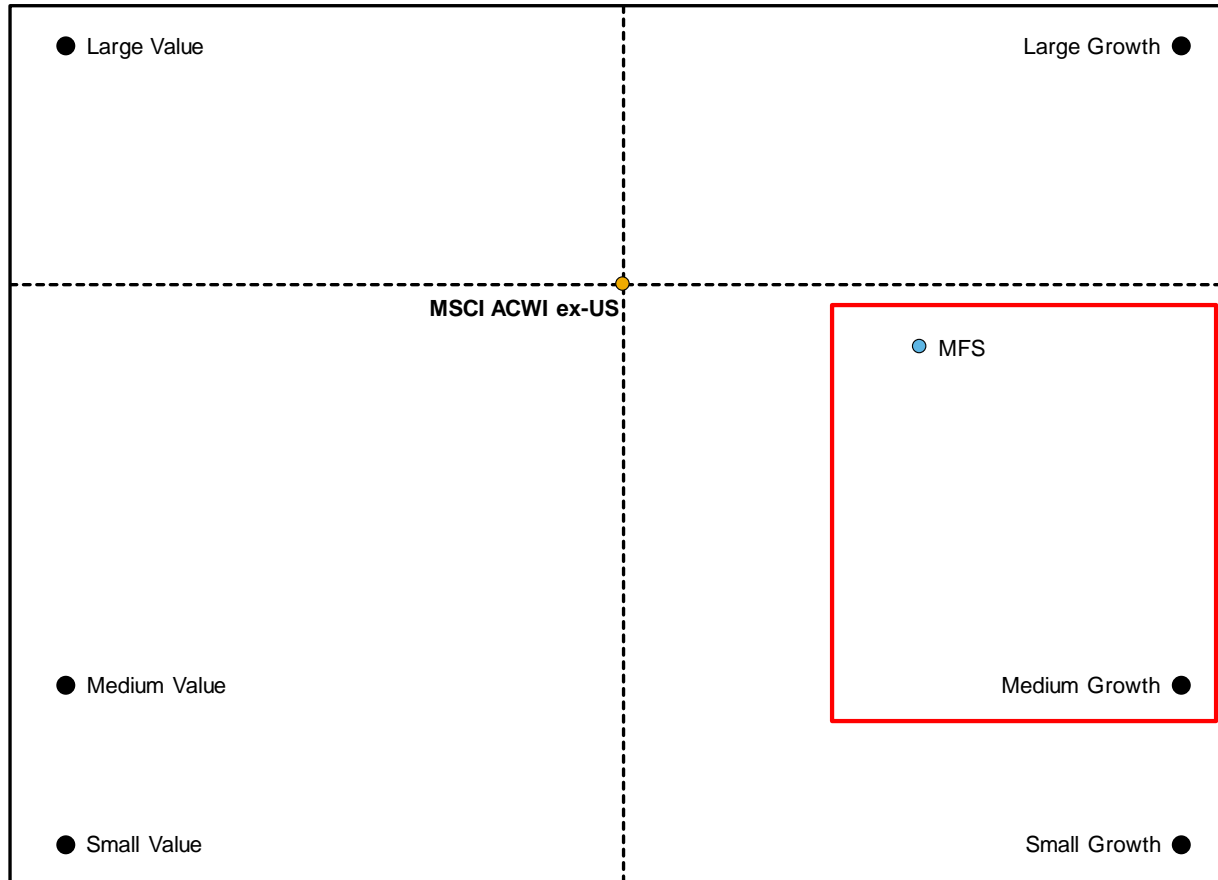 Large Value
Large Growth
MSCI ACWI ex-US
MFS
Medium Value
Medium Growth
Small Value
Small Growth